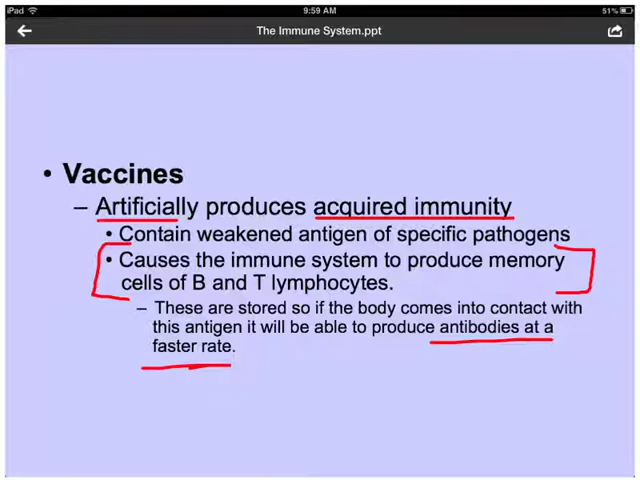 iPad 9:59 AM 51%
The Immune System.ppt
• Vaccines
– Artificially produces acquired immunity
• Contain weakened antigen of specific pathogens
• Causes the immune system to produce memory
cells of B and T lymphocytes.
– These are stored so if the body comes into contact with
this antigen it will be able to produce antibodies at a
faster rate.